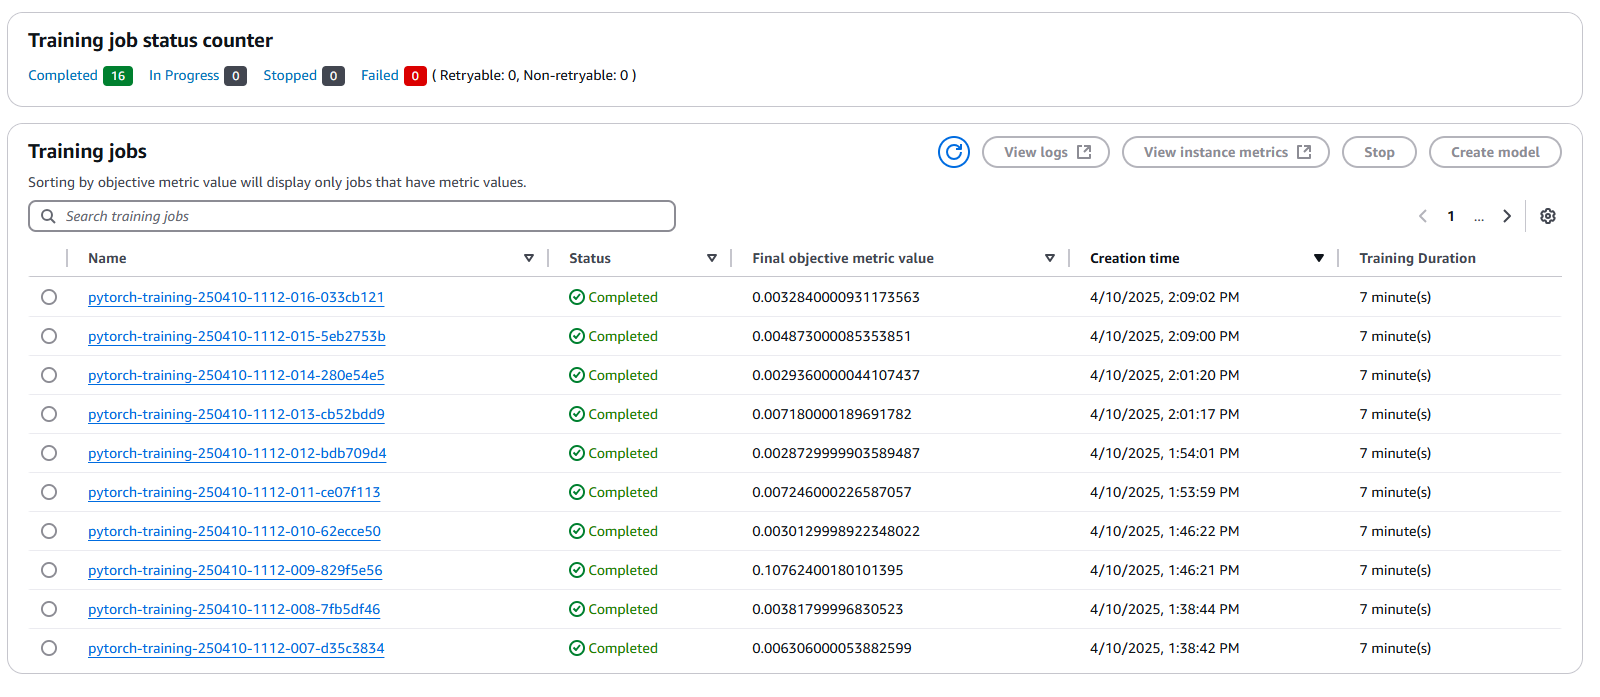 Training job status counter
Completed 16 In Progress 0 Stopped 0 Failed 0 ( Retryable: 0, Non-retryable: 0 )
Training jobs View logs View instance metrics Stop Create model
Sorting by objective metric value will display only jobs that have metric values.
Search training jobs 1 ...
Name Status Final objective metric value Creation time Training Duration
pytorch-training-250410-1112-016-033cb121 Completed 0.0032840000931173563 4/10/2025, 2:09:02 PM 7 minute(s)
pytorch-training-250410-1112-015-5eb2753b Completed 0.004873000085353851 4/10/2025, 2:09:00 PM 7 minute(s)
pytorch-training-250410-1112-014-280e54e5 Completed 0.0029360000044107437 4/10/2025, 2:01:20 PM 7 minute(s)
pytorch-training-250410-1112-013-cb52bdd9 Completed 0.007180000189691782 4/10/2025, 2:01:17 PM 7 minute(s)
pytorch-training-250410-1112-012-bdb709d4 Completed 0.0028729999903589487 4/10/2025, 1:54:01 PM 7 minute(s)
pytorch-training-250410-1112-011-ce07f113 Completed 0.007246000226587057 4/10/2025, 1:53:59 PM 7 minute(s)
pytorch-training-250410-1112-010-62ecce50 Completed 0.0030129998922348022 4/10/2025, 1:46:22 PM 7 minute(s)
pytorch-training-250410-1112-009-829f5e56 Completed 0.10762400180101395 4/10/2025, 1:46:21 PM 7 minute(s)
pytorch-training-250410-1112-008-7fb5df46 Completed 0.00381799996830523 4/10/2025, 1:38:44 PM 7 minute(s)
pytorch-training-250410-1112-007-d35c3834 Completed 0.006306000053882599 4/10/2025, 1:38:42 PM 7 minute(s)